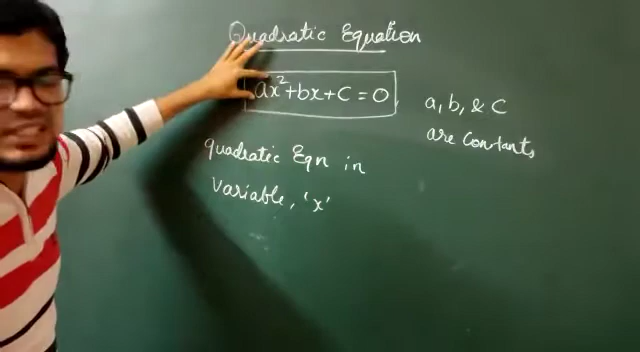 Quadratic Equation
ax²+bx+c=0
a, b, & c
are Constants
quadratic Eqn in
variable, 'x'